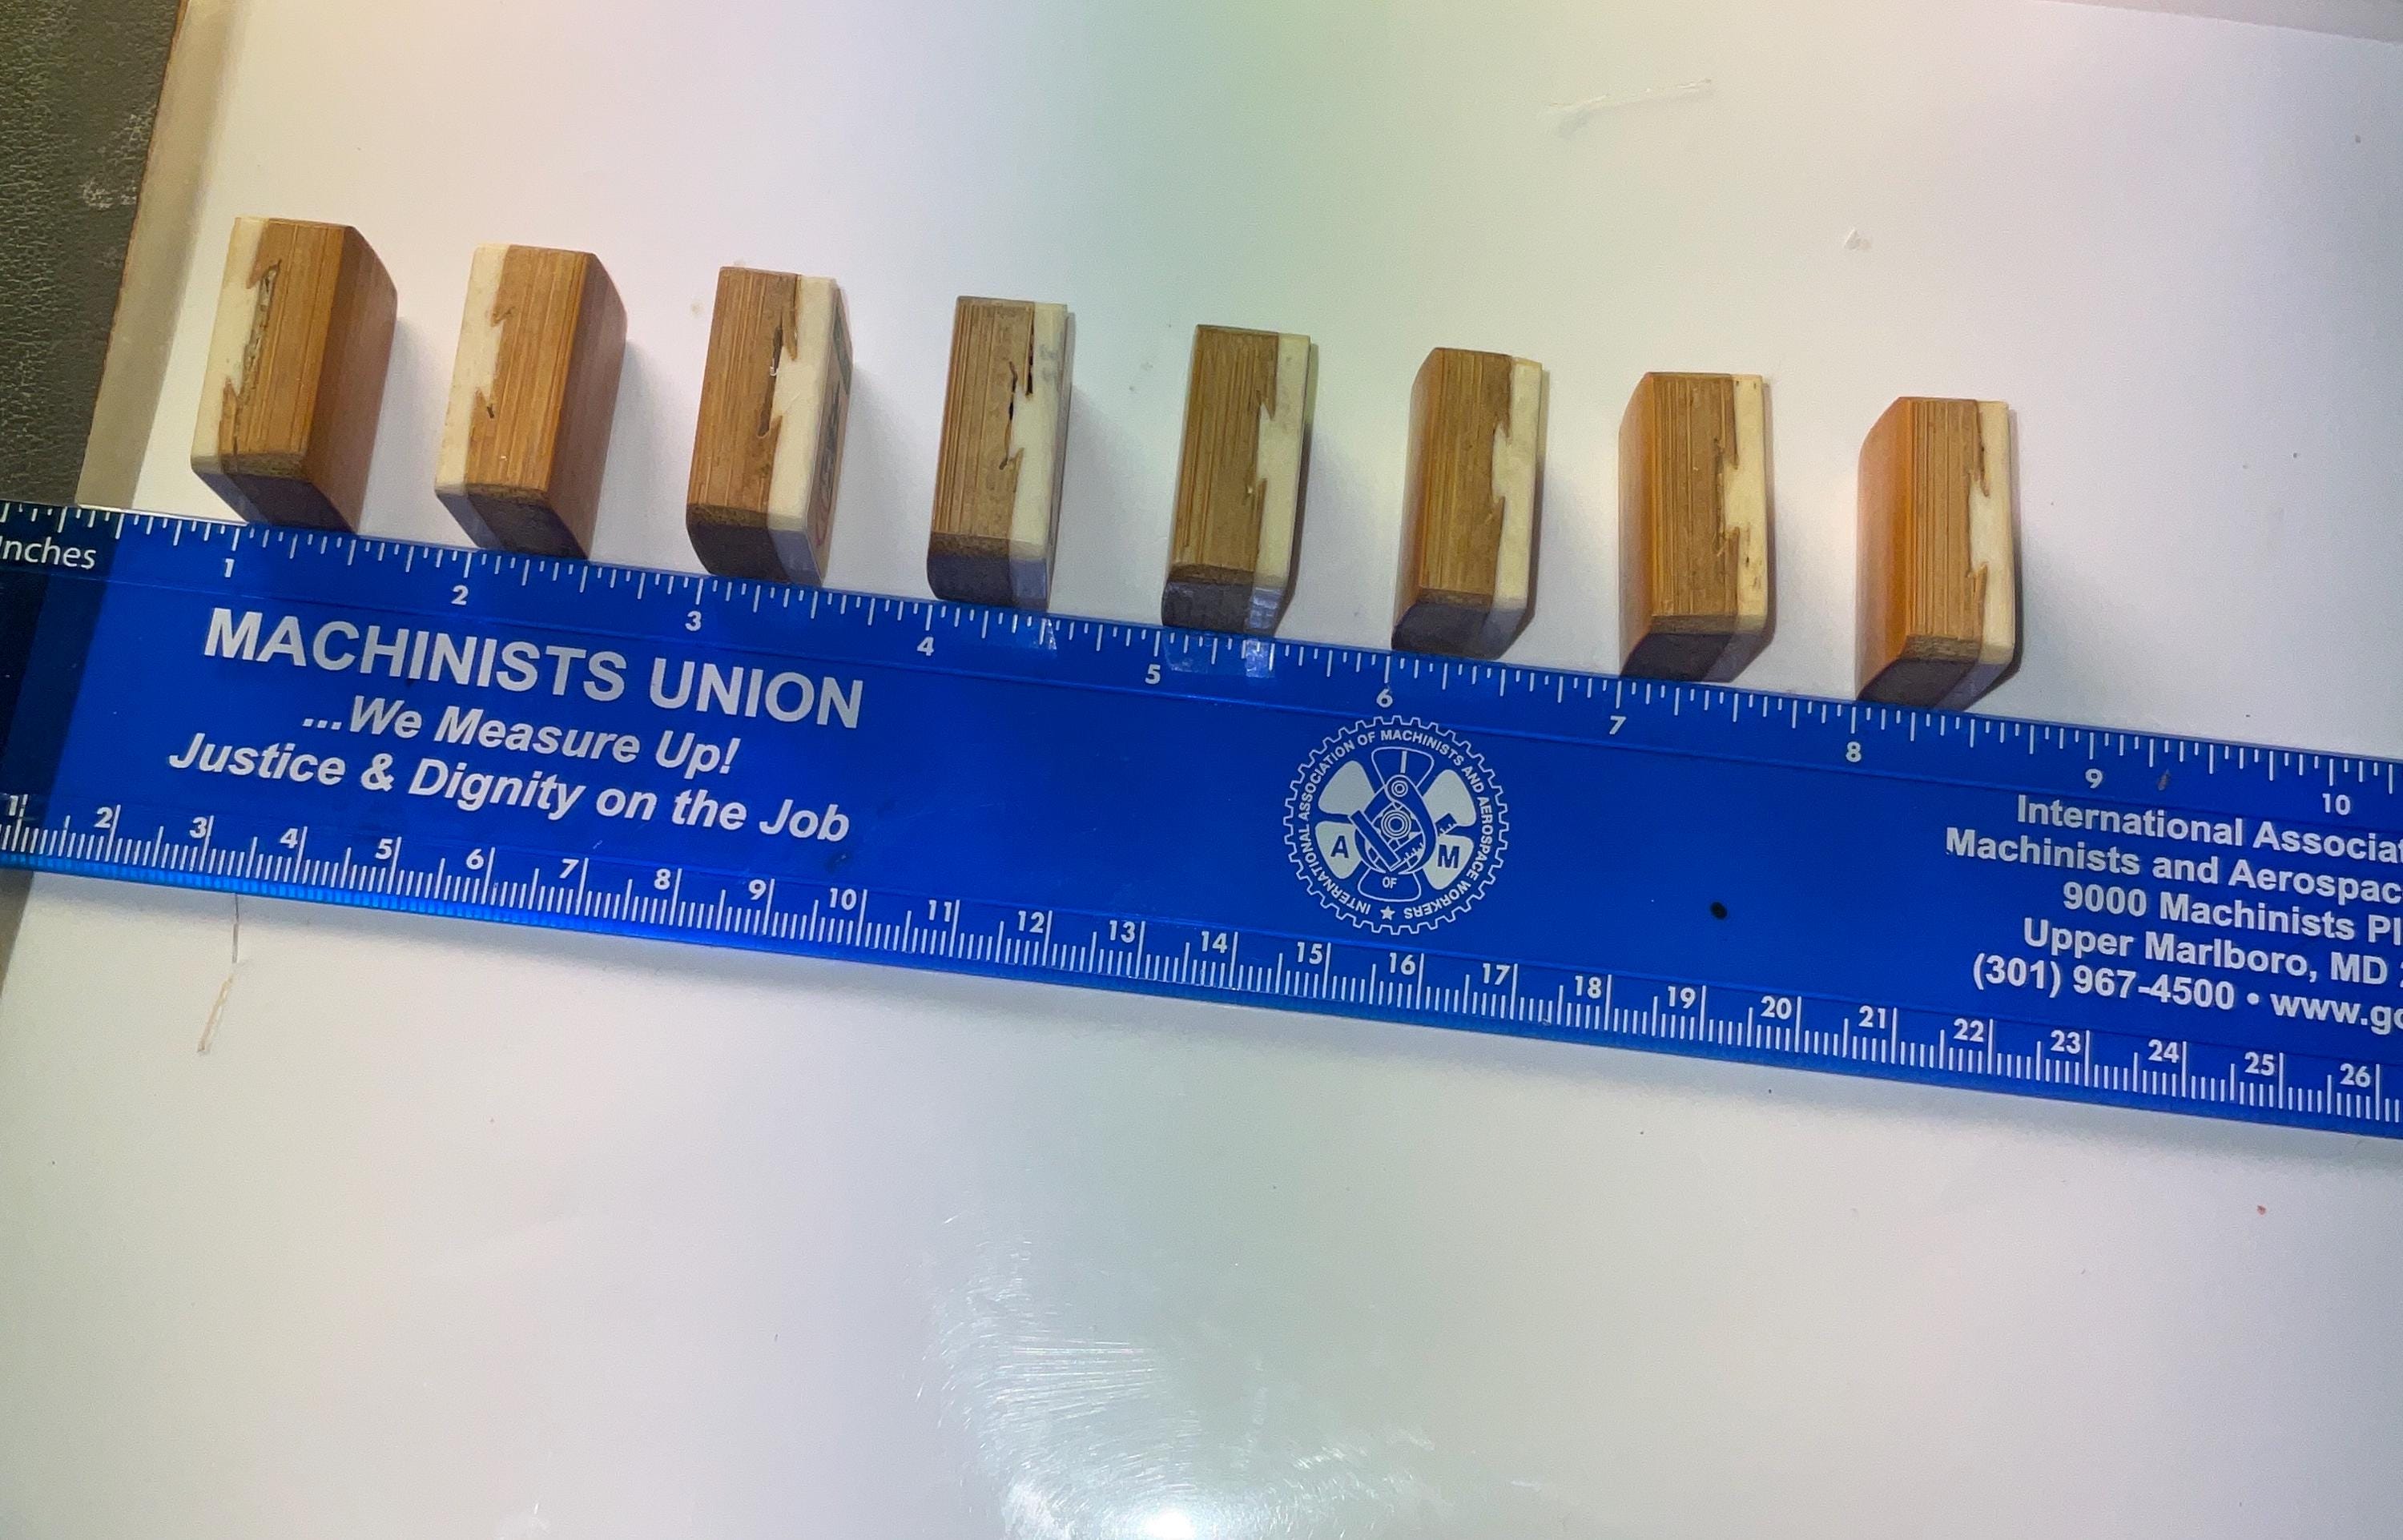 Inches
1 2 3 4 5 6 7 8 9 10
MACHINISTS UNION
...We Measure Up!
Justice & Dignity on the Job
INTERNATIONAL ASSOCIATION OF MACHINISTS AND AEROSPACE WORKERS
I
A M
OF
International Associat
Machinists and Aerospac
9000 Machinists Pl
Upper Marlboro, MD
(301) 967-4500 • www.go
1 2 3 4 5 6 7 8 9 10 11 12 13 14 15 16 17 18 19 20 21 22 23 24 25 26